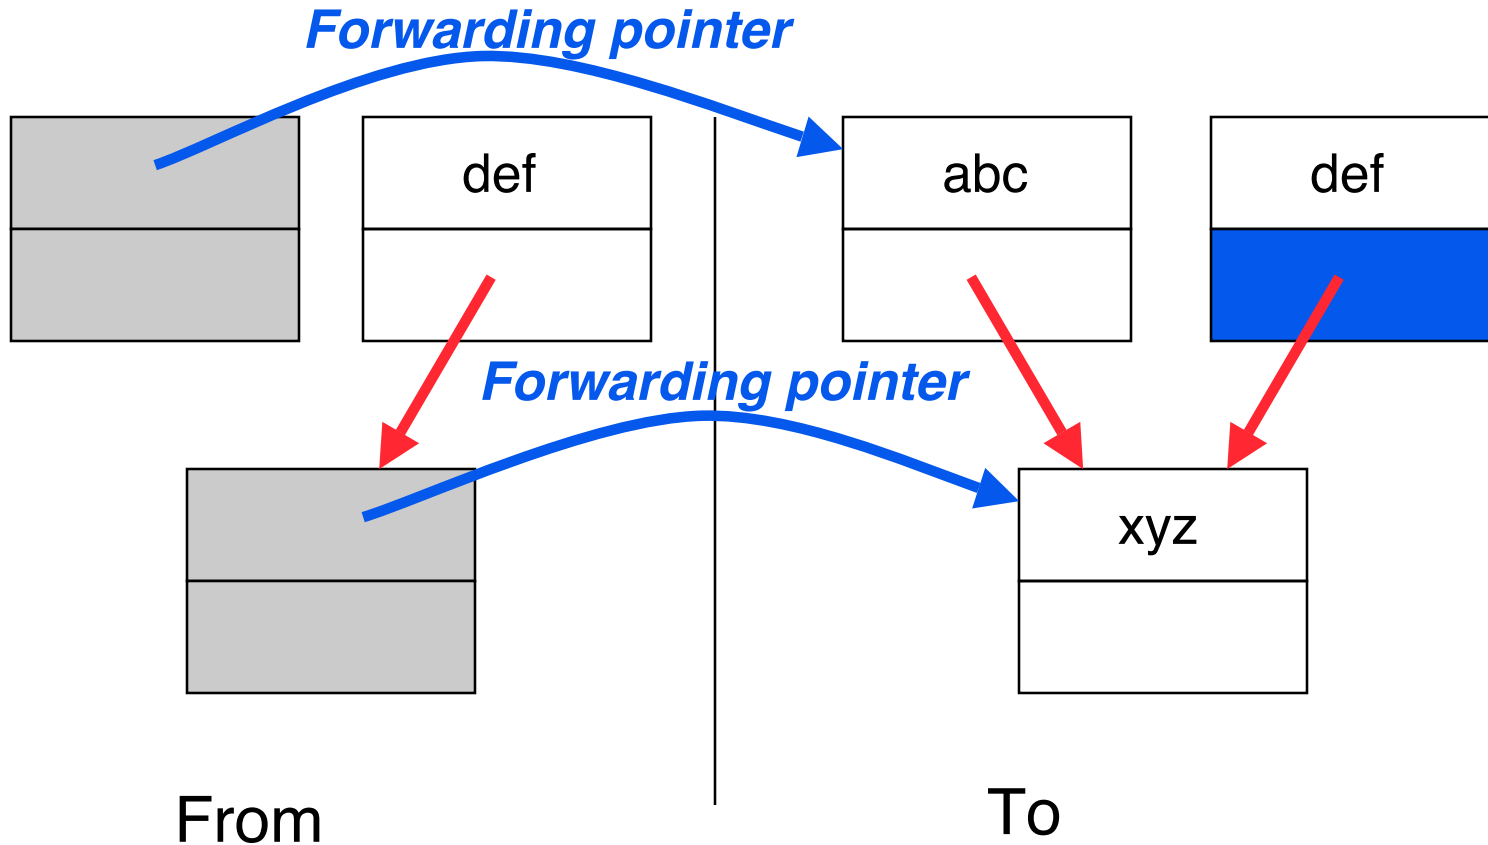 Forwarding pointer
def
abc
def
Forwarding pointer
xyz
From
To